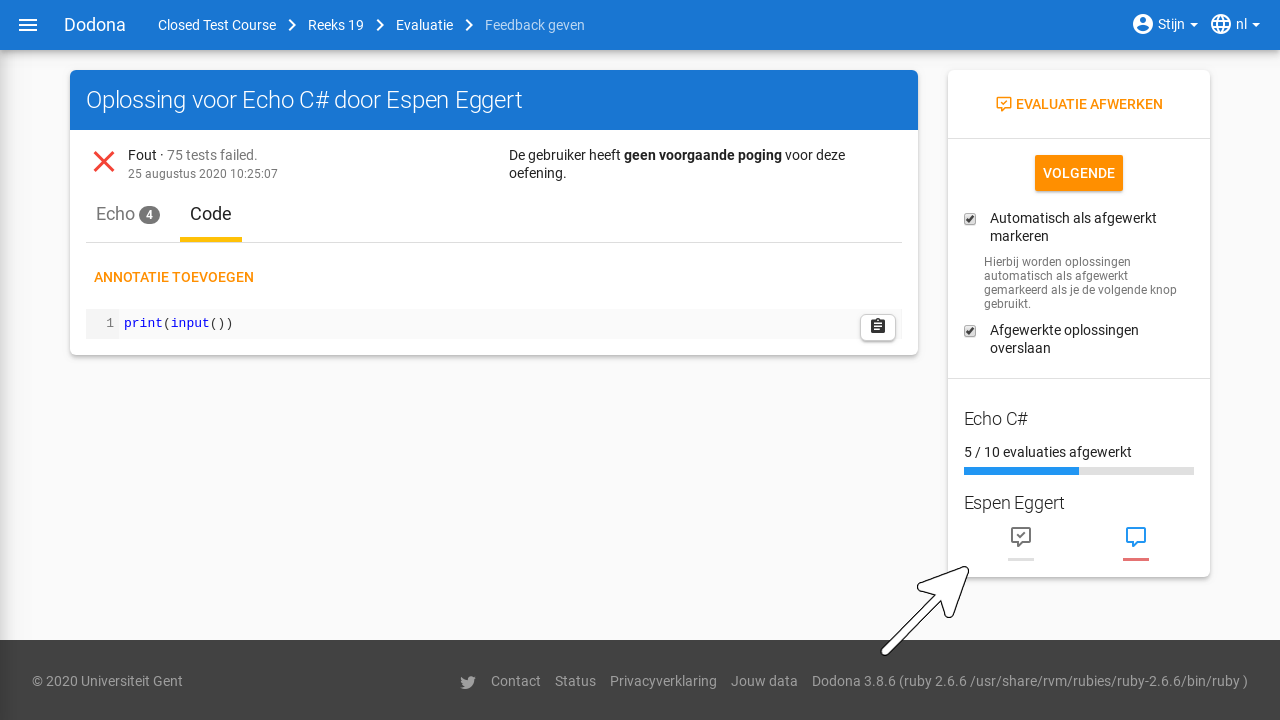 Dodona
Closed Test Course
Reeks 19
Evaluatie
Feedback geven
Stijn
nl
Oplossing voor Echo C# door Espen Eggert
Fout · 75 tests failed.
25 augustus 2020 10:25:07
De gebruiker heeft geen voorgaande poging voor deze
oefening.
Echo 4
Code
ANNOTATIE TOEVOEGEN
1 print(input())
EVALUATIE AFWERKEN
VOLGENDE
Automatisch als afgewerkt
markeren
Hierbij worden oplossingen
automatisch als afgewerkt
gemarkeerd als je de volgende knop
gebruikt.
Afgewerkte oplossingen
overslaan
Echo C#
5 / 10 evaluaties afgewerkt
Espen Eggert
© 2020 Universiteit Gent
Contact
Status
Privacyverklaring
Jouw data
Dodona 3.8.6 (ruby 2.6.6 /usr/share/rvm/rubies/ruby-2.6.6/bin/ruby )